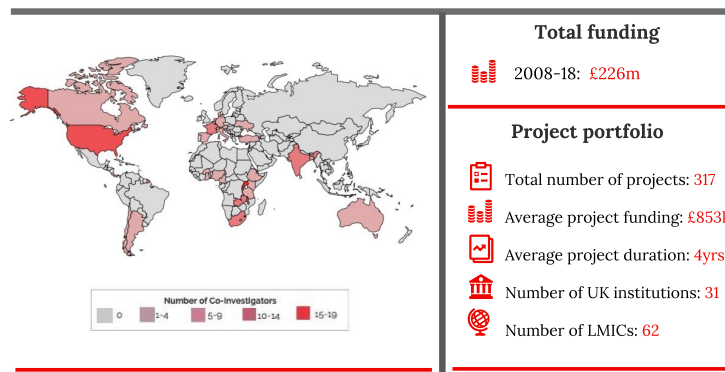 Total funding
2008-18: £226m
Project portfolio
Total number of projects: 317
Average project funding: £853
Average project duration: 4yrs
Number of UK institutions: 31
Number of LMICs: 62
Number of Co-Investigators
0 1-4 5-9 10-14 15-19